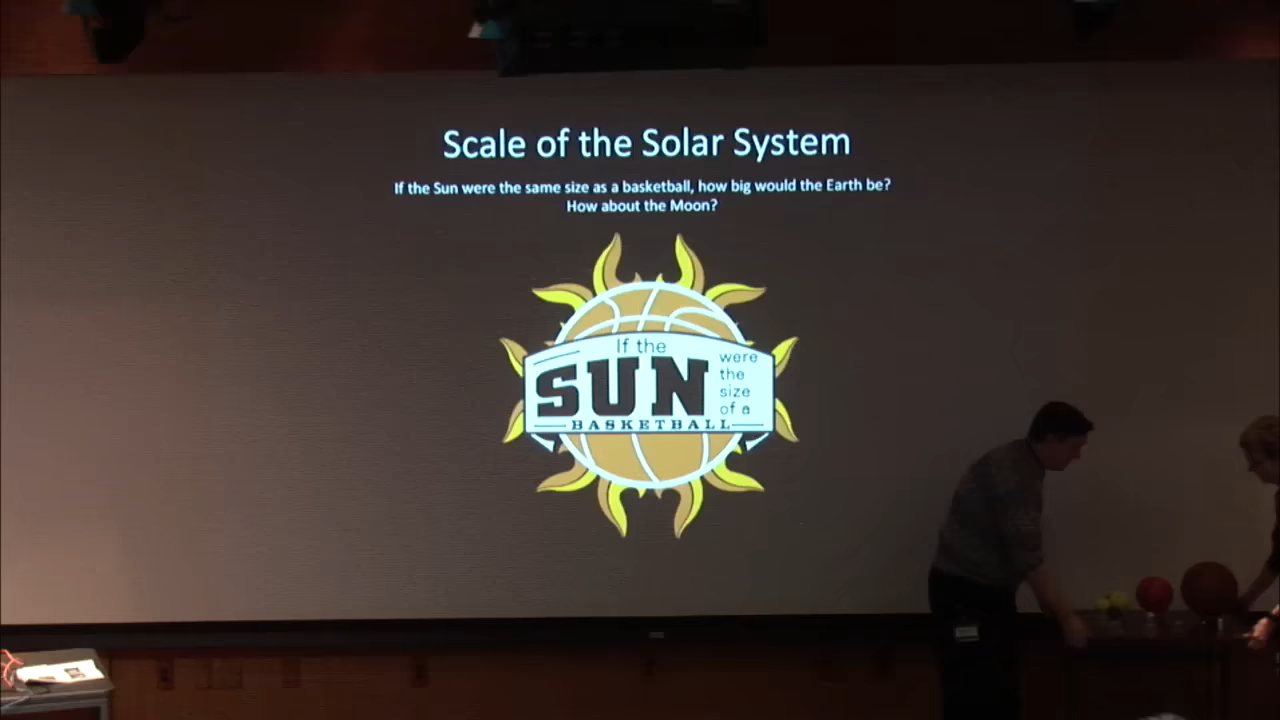 Scale of the Solar System
If the Sun were the same size as a basketball, how big would the Earth be?
How about the Moon?
If the
SUN
were
the
size
of a
BASKETBALL